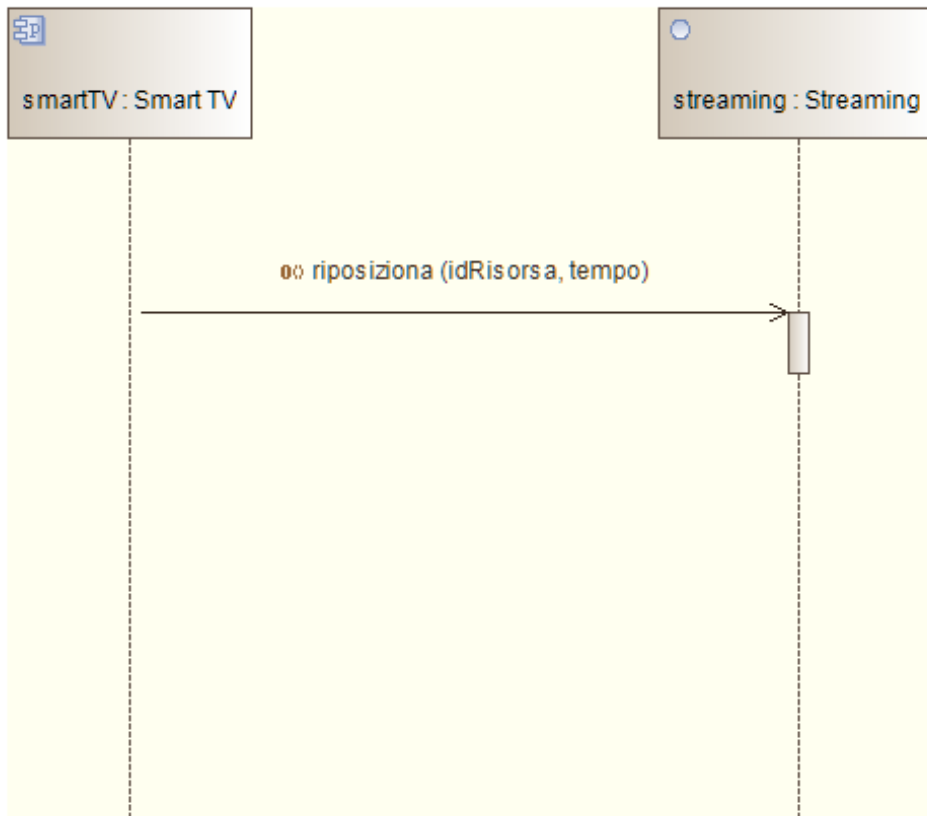 smartTV : Smart TV
streaming : Streaming
riposiziona (idRisorsa, tempo)